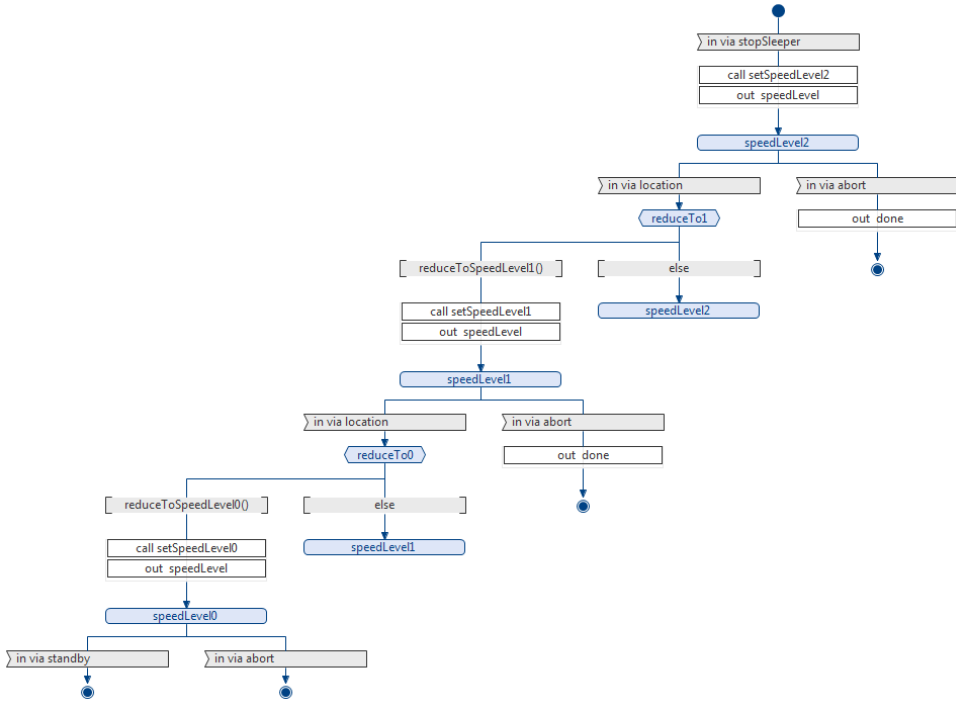 in via stopSleeper
call setSpeedLevel2
out speedLevel
speedLevel2
in via location
in via abort
reduceTo1
out done
reduceToSpeedLevel1()
else
call setSpeedLevel1
speedLevel2
out speedLevel
speedLevel1
in via location
in via abort
reduceTo0
out done
reduceToSpeedLevel0()
else
call setSpeedLevel0
speedLevel1
out speedLevel
speedLevel0
in via standby
in via abort